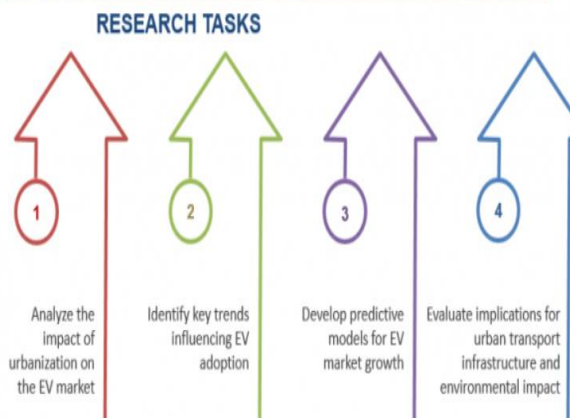 RESEARCH TASKS
1
Analyze the
impact of
urbanization on
the EV market
2
Identify key trends
influencing EV
adoption
3
Develop predictive
models for EV
market growth
4
Evaluate implications for
urban transport
infrastructure and
environmental impact